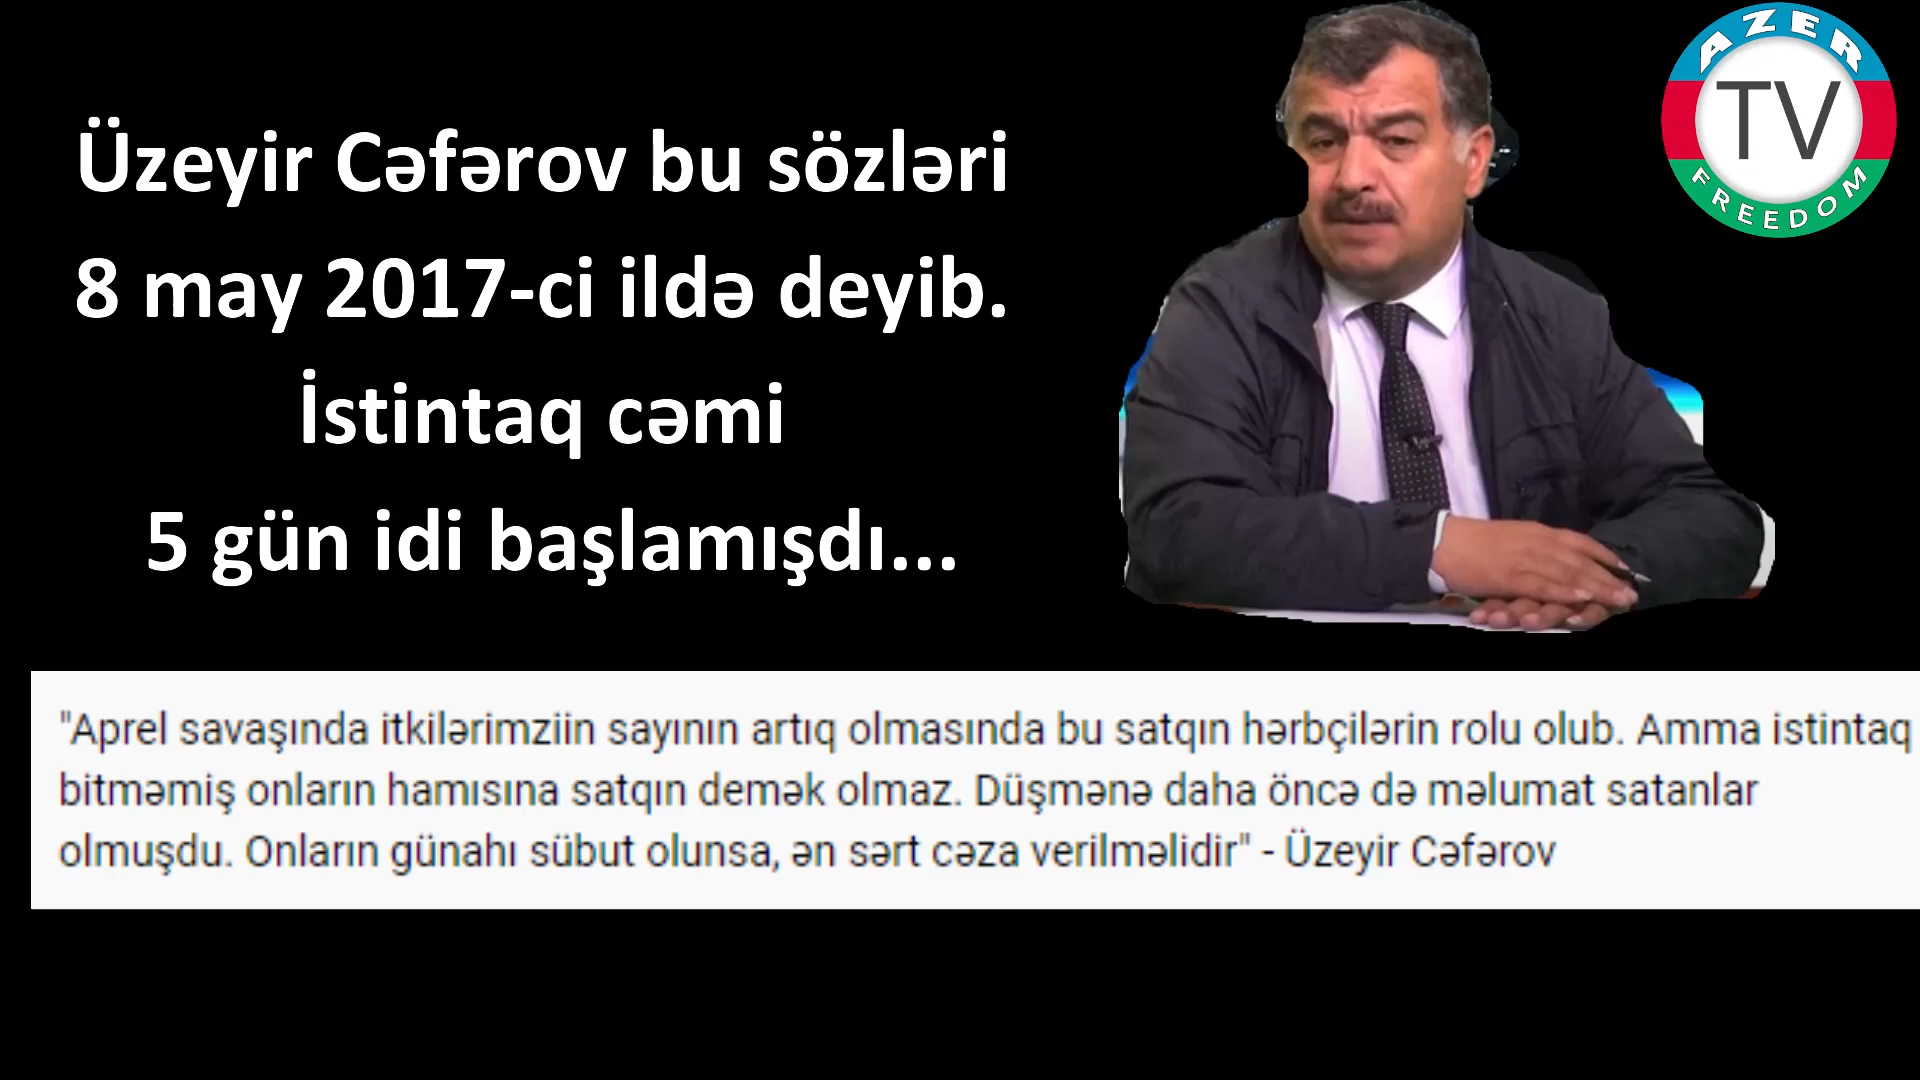 Üzeyir Cəfərov bu sözləri
8 may 2017-ci ildə deyib.
İstintaq cəmi
5 gün idi başlamışdı...
AZER
TV
FREEDOM
"Aprel savaşında itkilərimziin sayının artıq olmasında bu satqın hərbçilərin rolu olub. Amma istintaq
bitməmiş onların hamısına satqın demək olmaz. Düşmənə daha öncə də məlumat satanlar
olmuşdu. Onların günahı sübut olunsa, ən sərt cəza verilməlidir" - Üzeyir Cəfərov